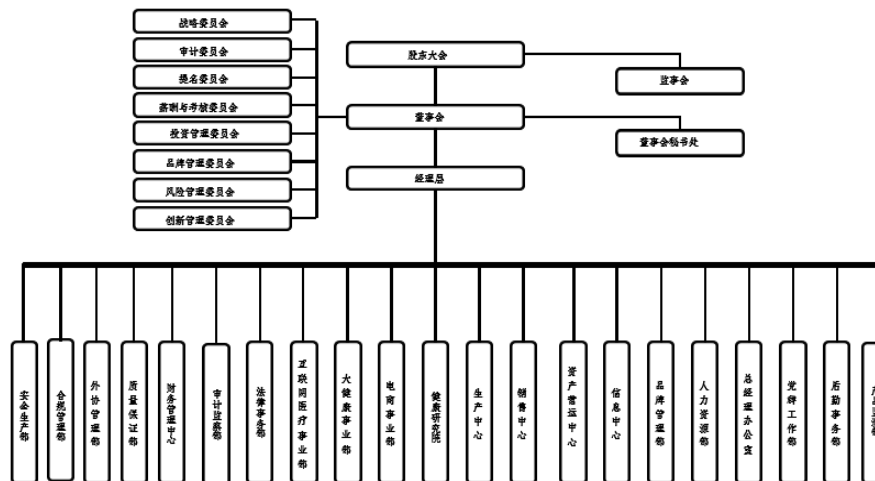 战略委员会
审计委员会
提名委员会
薪酬与考核委员会
投资管理委员会
品牌管理委员会
风险管理委员会
创新管理委员会
股东大会
监事会
董事会
董事会秘书处
经理层
安全生产部
合规管理部
外协管理部
质量保证部
财务管理中心
审计监察部
法律事务部
互联网医疗事业部
大健康事业部
电商事业部
健康研究院
生产中心
销售中心
资产营运中心
信息中心
品牌管理部
人力资源部
总经理办公室
党群工作部
后勤事务部